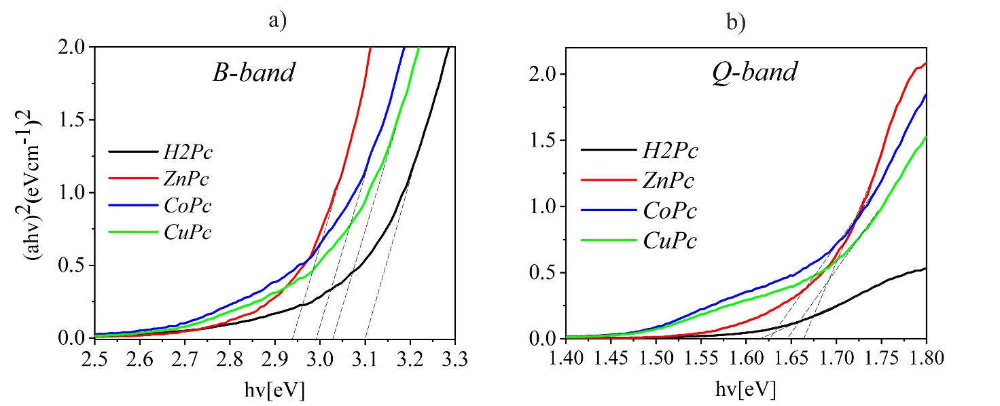 a)
B-band
(ahv)2(eVcm-1)2
2.0
1.5
1.0
0.5
0.0
H2Pc
ZnPc
CoPc
CuPc
2.5 2.6 2.7 2.8 2.9 3.0 3.1 3.2 3.3
hv[eV]
b)
Q-band
2.0
1.5
1.0
0.5
0.0
H2Pc
ZnPc
CoPc
CuPc
1.40 1.45 1.50 1.55 1.60 1.65 1.70 1.75 1.80
hv[eV]